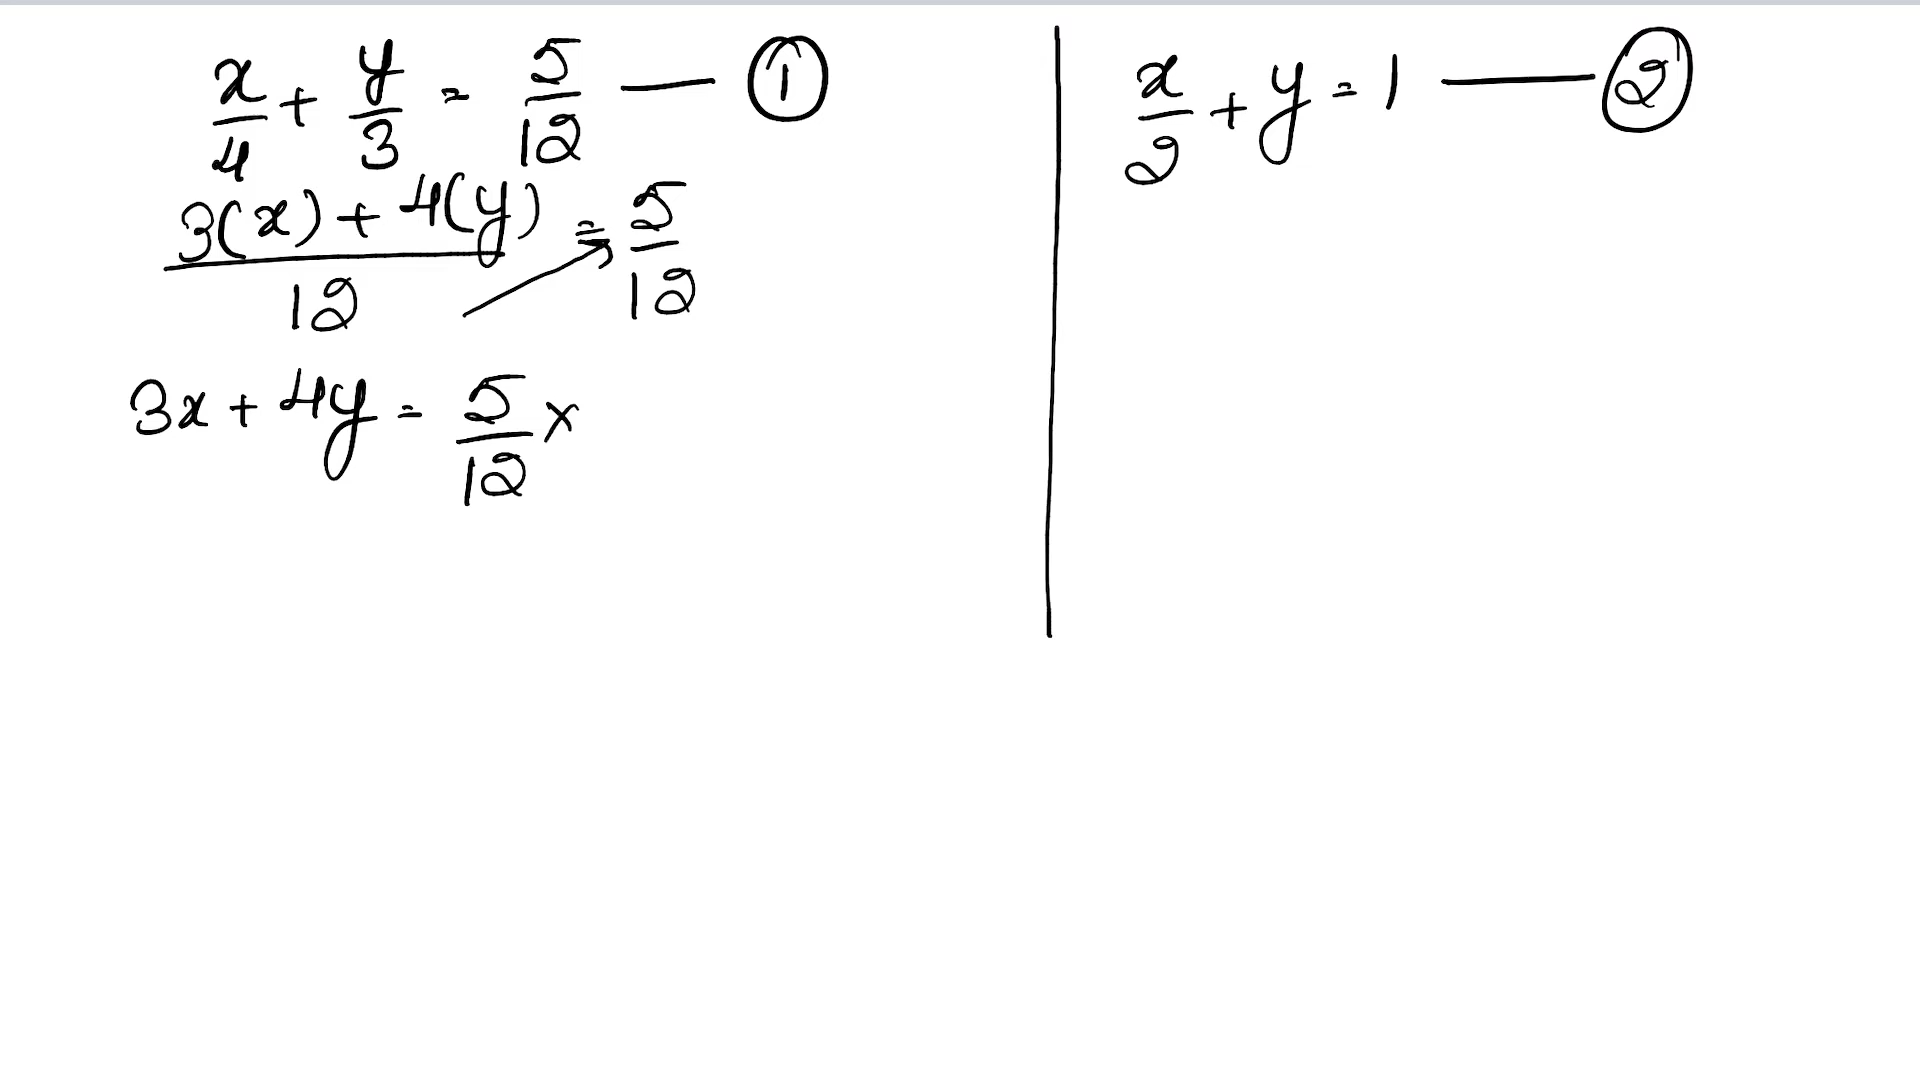 x/4 + y/3 = 5/12 — ①
(3(x) + 4(y))/12 = 5/12
3x + 4y = 5/12 ×
x/2 + y = 1 — ②